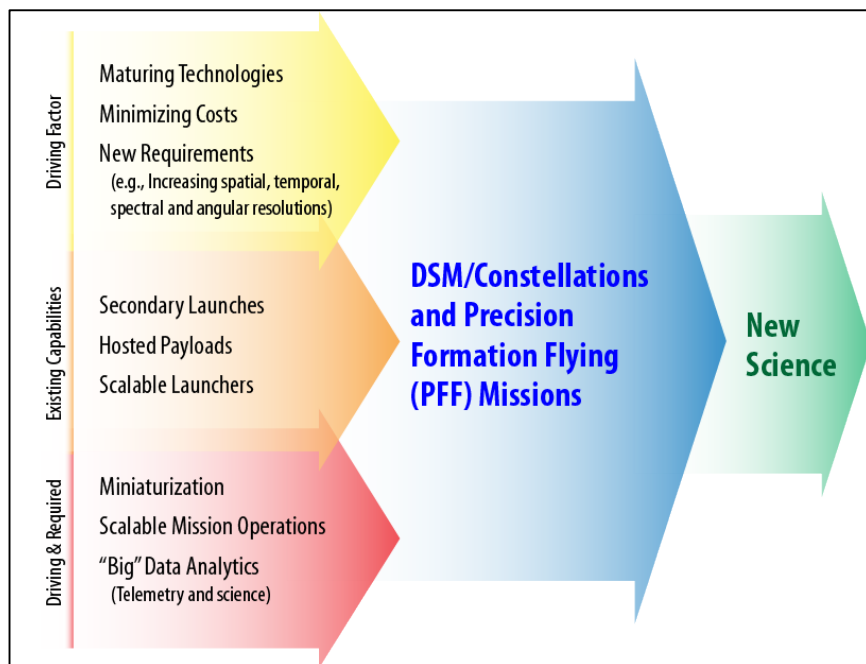 Driving Factor
Maturing Technologies
Minimizing Costs
New Requirements
(e.g., Increasing spatial, temporal,
spectral and angular resolutions)
Existing Capabilities
Secondary Launches
Hosted Payloads
Scalable Launchers
Driving & Required
Miniaturization
Scalable Mission Operations
“Big” Data Analytics
(Telemetry and science)
DSM/Constellations
and Precision
Formation Flying
(PFF) Missions
New
Science